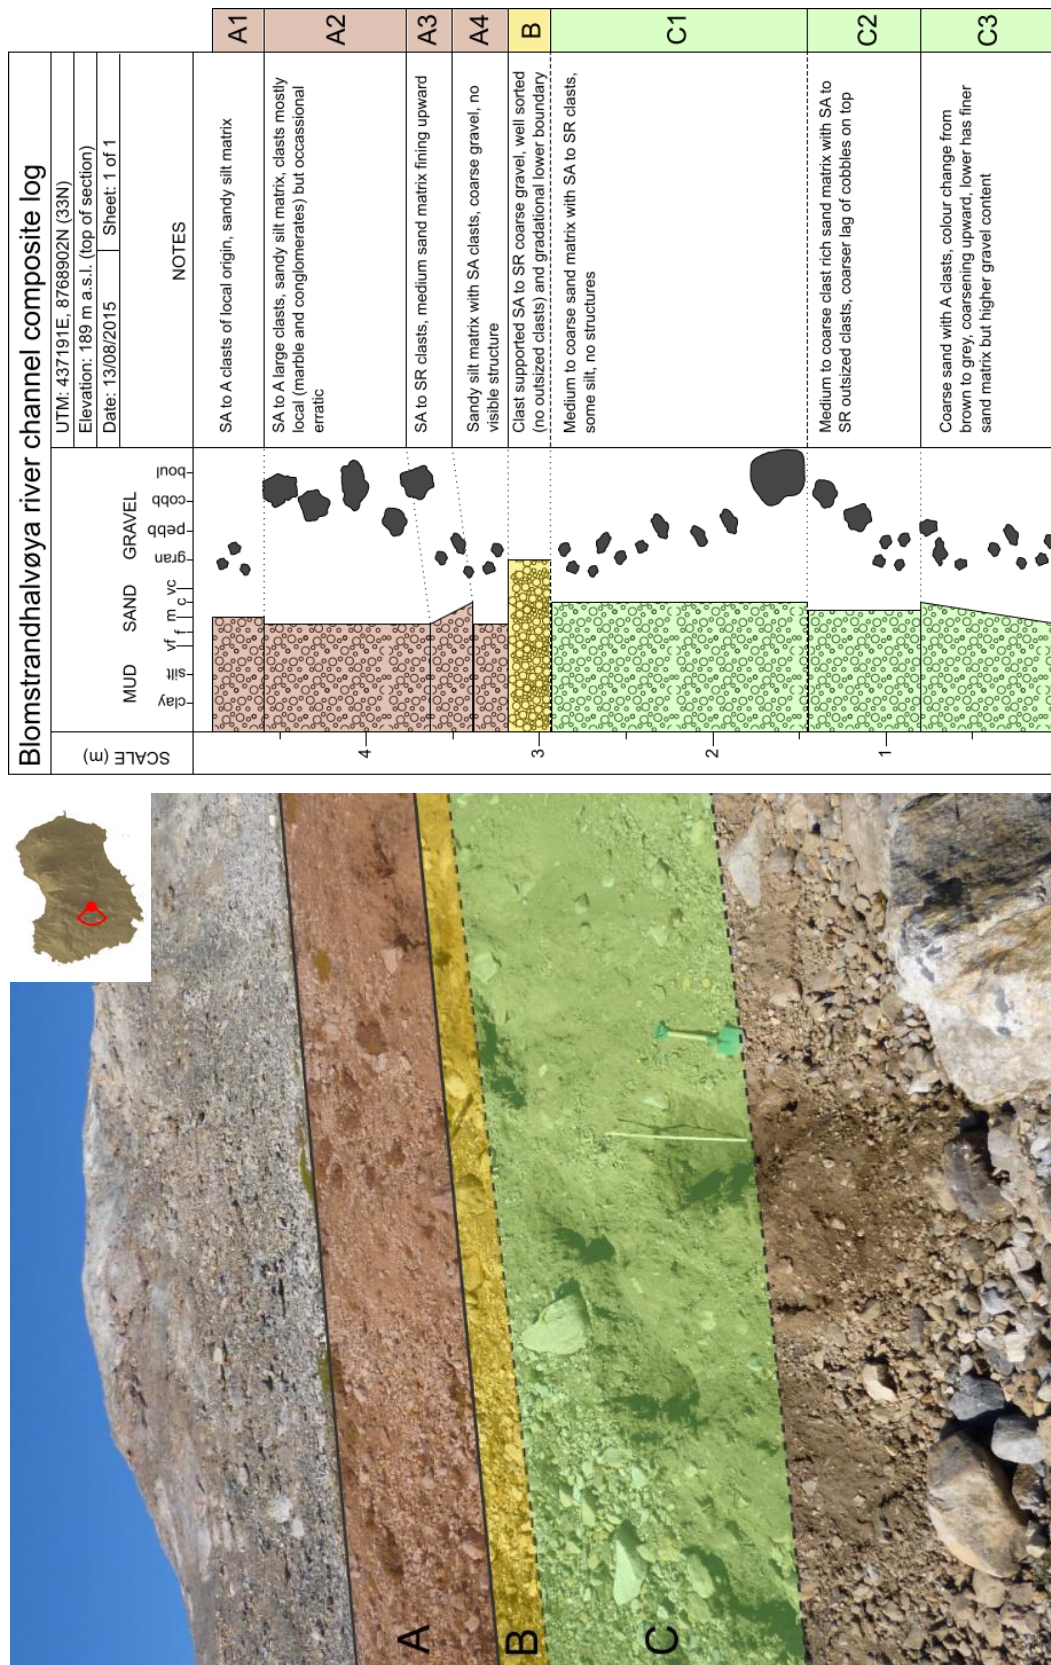 Blomstrandhalvøya river channel composite log
UTM: 437191E, 8768902N (33N)
Elevation: 189 m a.s.l. (top of section)
Date: 13/08/2015
Sheet: 1 of 1
SCALE (m)
MUD
SAND
GRAVEL
clay
silt
vf
f
m
c
vc
gran
pebb
cobb
boul
NOTES
4
3
2
1
SA to A clasts of local origin, sandy silt matrix
A1
SA to A large clasts, sandy silt matrix, clasts mostly
local (marble and conglomerates) but occassional
erratic
A2
SA to SR clasts, medium sand matrix fining upward
A3
Sandy silt matrix with SA clasts, coarse gravel, no
visible structure
A4
Clast supported SA to SR coarse gravel, well sorted
(no outsized clasts) and gradational lower boundary
B
Medium to coarse sand matrix with SA to SR clasts,
some silt, no structures
C1
Medium to coarse clast rich sand matrix with SA to
SR outsized clasts, coarser lag of cobbles on top
C2
Coarse sand with A clasts, colour change from
brown to grey, coarsening upward, lower has finer
sand matrix but higher gravel content
C3
A
B
C